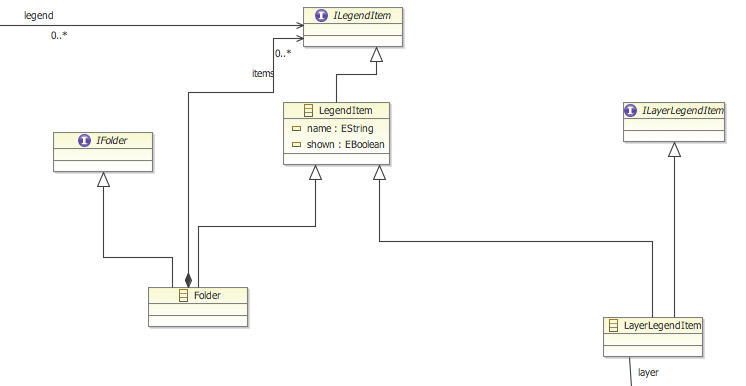 legend
ILegendItem
0..*
0..*
items
LegendItem
name : EString
shown : EBoolean
ILayerLegendItem
IFolder
Folder
LayerLegendItem
layer